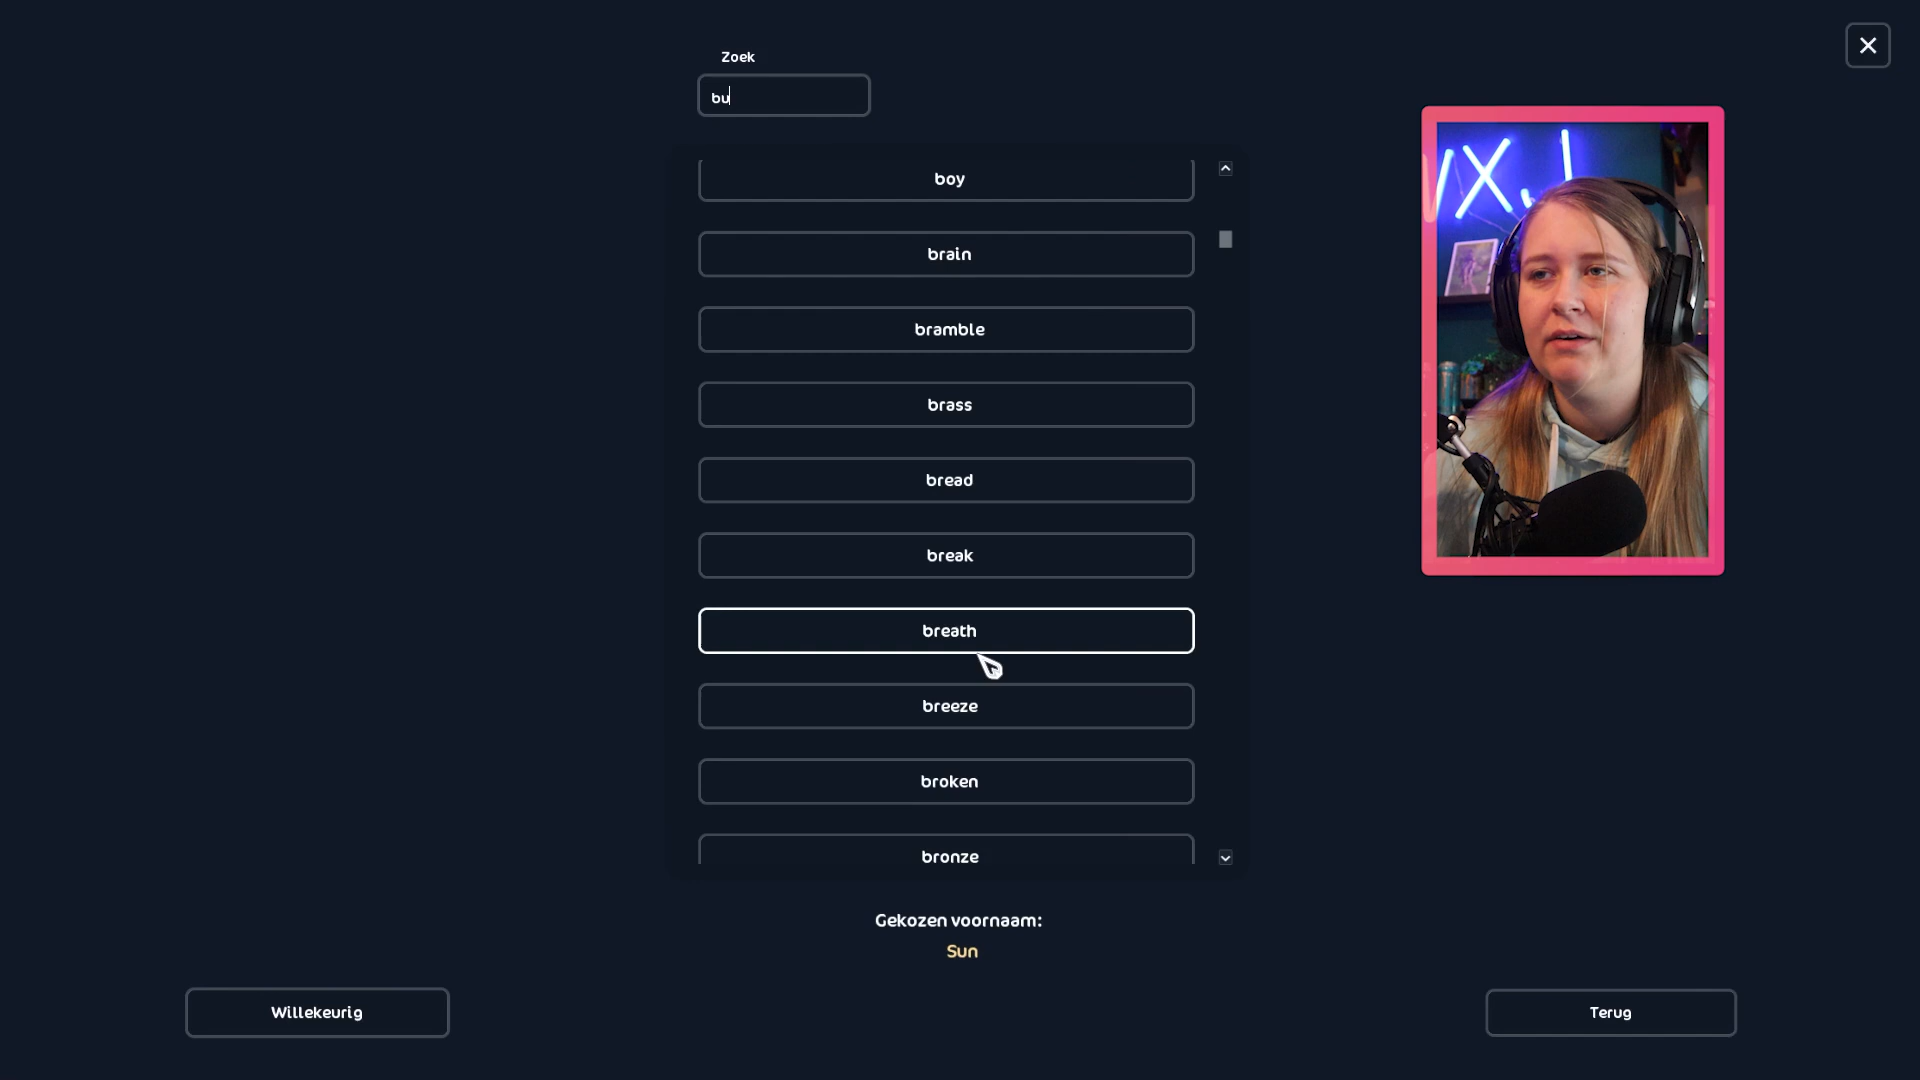 Zoek
bu
boy
brain
bramble
brass
bread
break
breath
breeze
broken
bronze
Gekozen voornaam:
Sun
Willekeurig
Terug